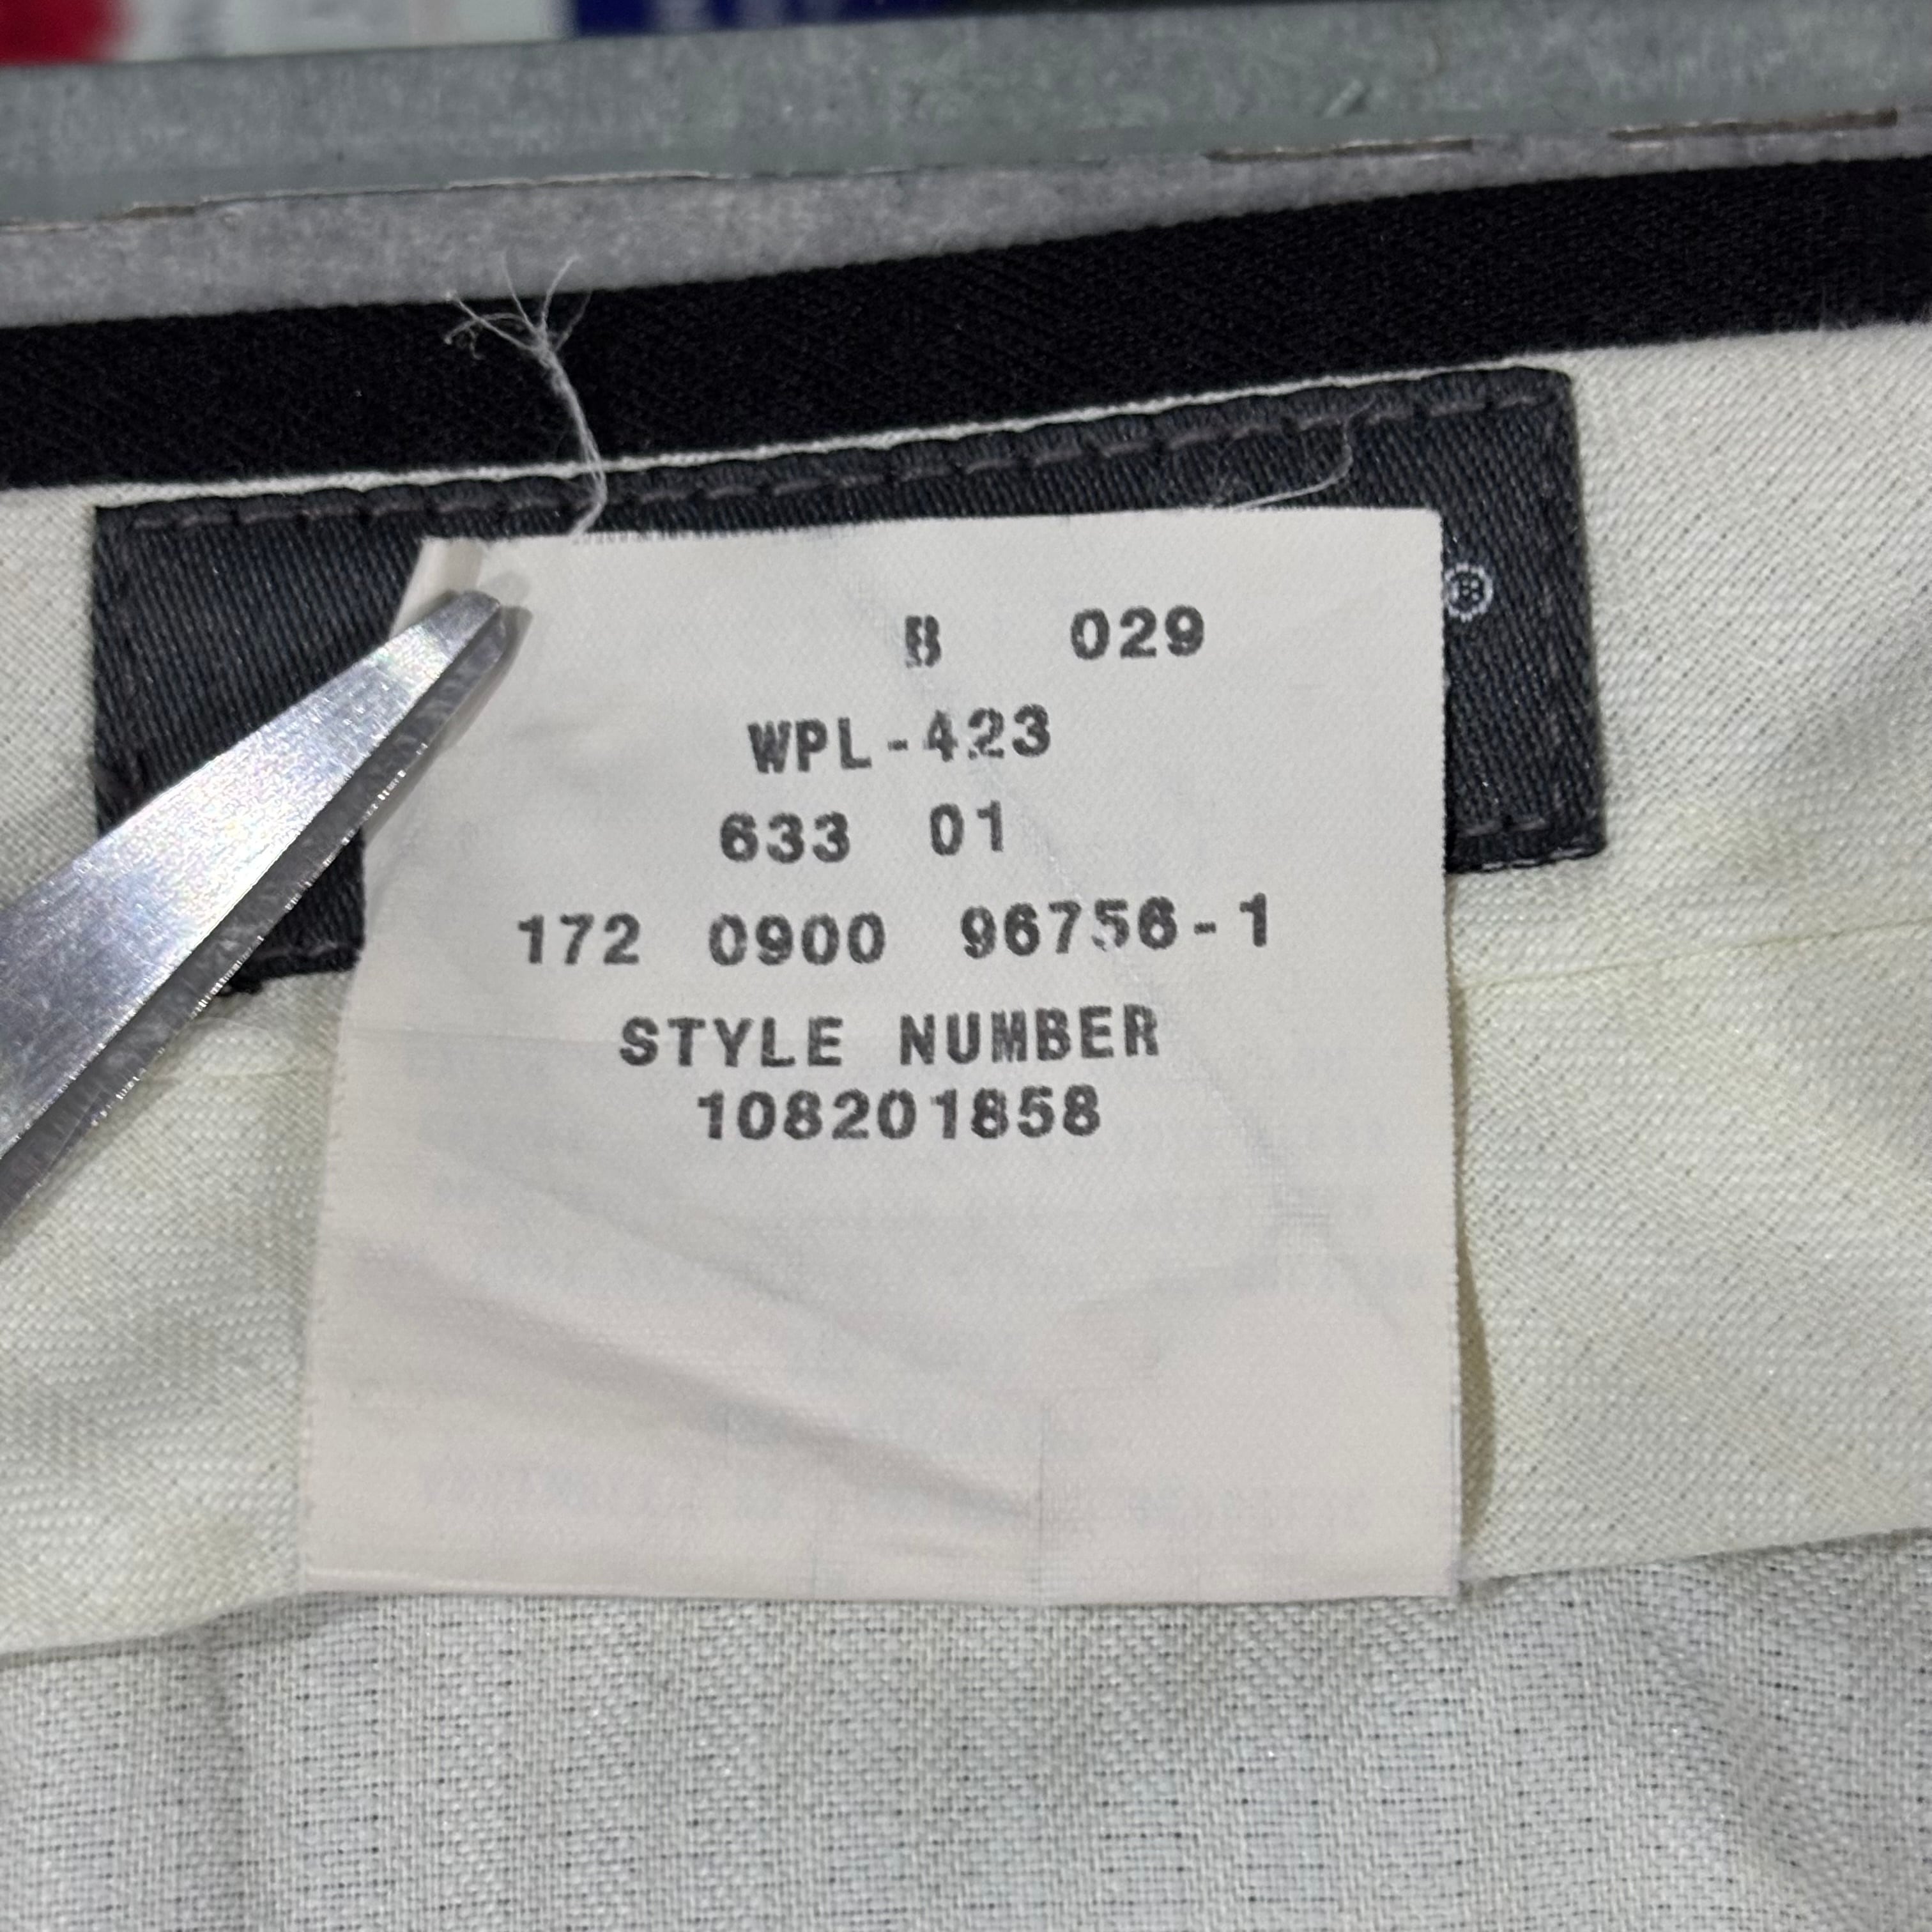 ®
B 029
WPL-423
633 01
172 0900 96756-1
STYLE NUMBER
108201858